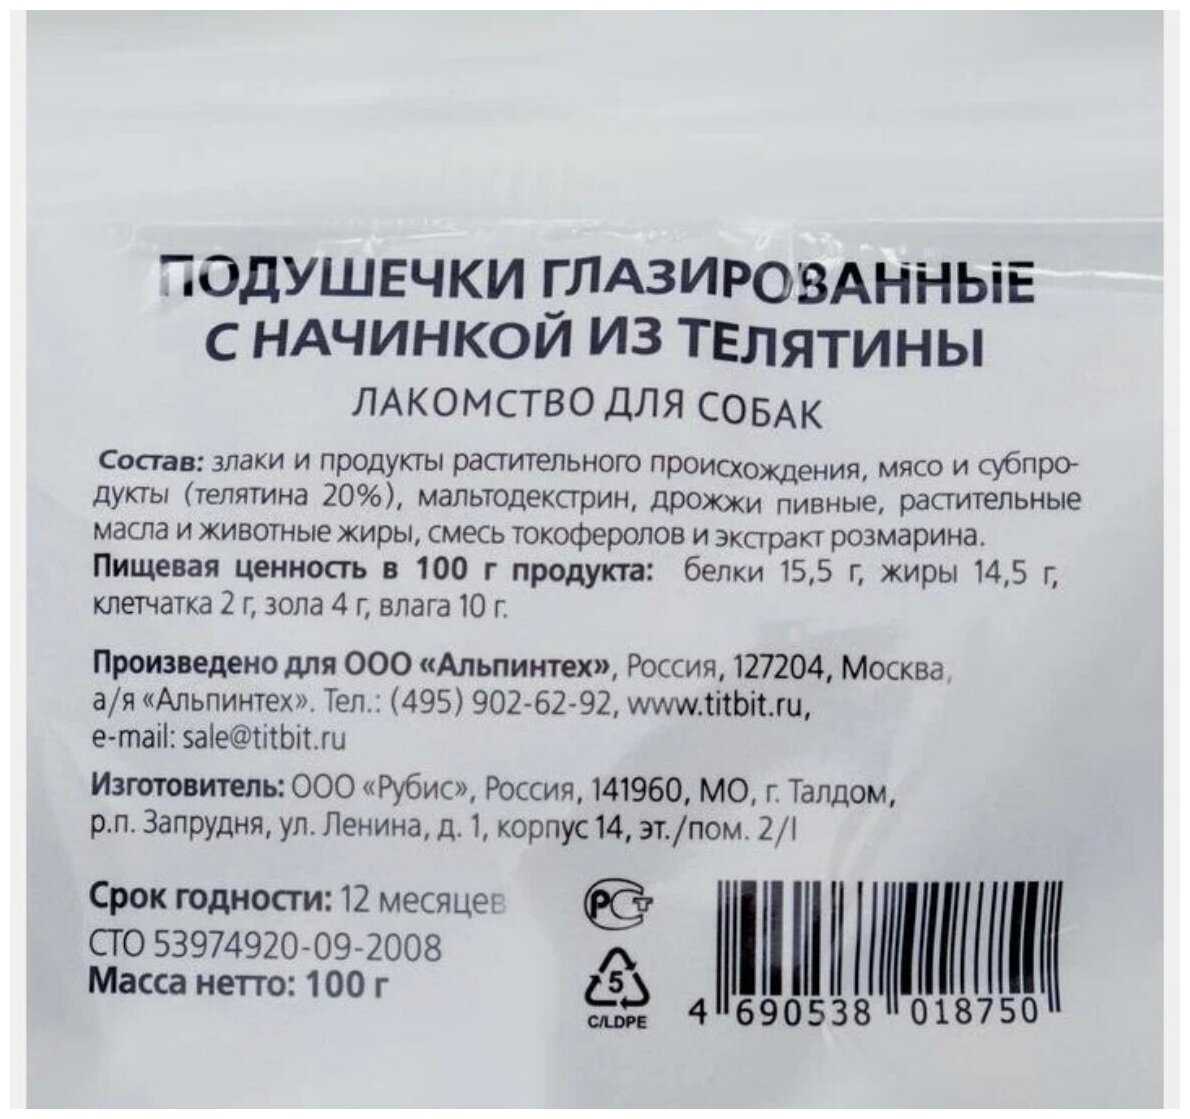 ПОДУШЕЧКИ ГЛАЗИРОВАННЫЕ
С НАЧИНКОЙ ИЗ ТЕЛЯТИНЫ
ЛАКОМСТВО ДЛЯ СОБАК
Состав: злаки и продукты растительного происхождения, мясо и субпро-
дукты (телятина 20%), мальтодекстрин, дрожжи пивные, растительные
масла и животные жиры, смесь токоферолов и экстракт розмарина.
Пищевая ценность в 100 г продукта: белки 15,5 г, жиры 14,5 г,
клетчатка 2 г, зола 4 г, влага 10 г.
Произведено для ООО «Альпинтех», Россия, 127204, Москва,
а/я «Альпинтех». Тел.: (495) 902-62-92, www.titbit.ru,
e-mail: sale@titbit.ru
Изготовитель: ООО «Рубис», Россия, 141960, МО, г. Талдом,
р.п. Запрудня, ул. Ленина, д. 1, корпус 14, эт./пом. 2/I
Срок годности: 12 месяцев
СТО 53974920-09-2008
Масса нетто: 100 г
РСТ
5
C/LDPE
4 690538 018750